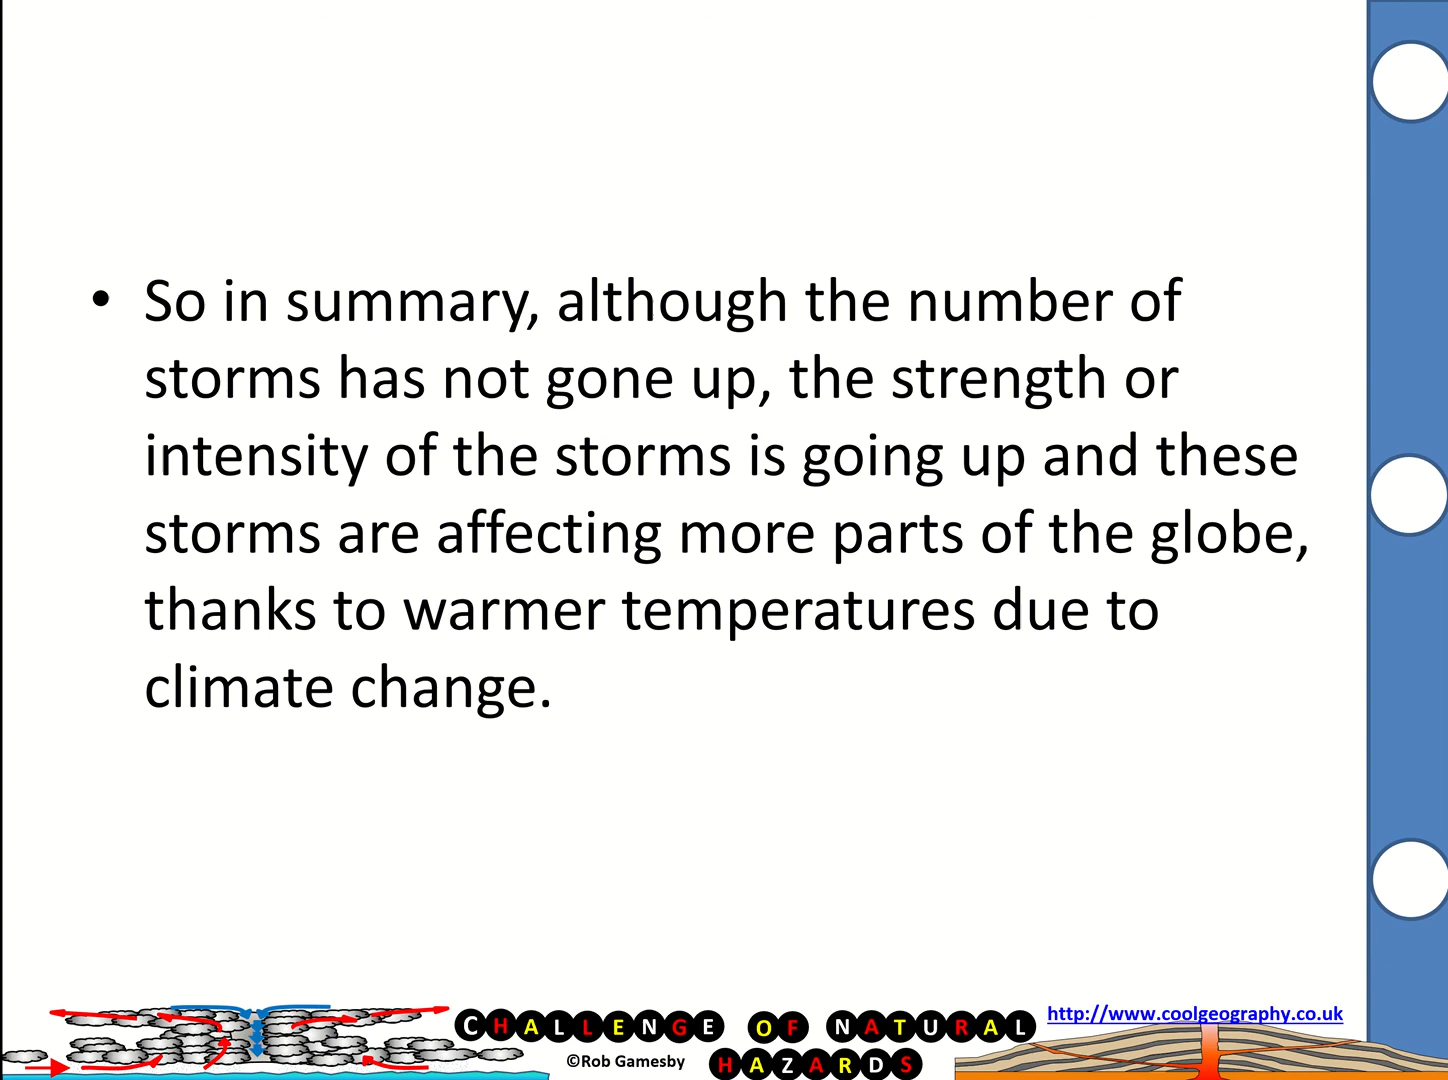 • So in summary, although the number of
storms has not gone up, the strength or
intensity of the storms is going up and these
storms are affecting more parts of the globe,
thanks to warmer temperatures due to
climate change.
CHALLENGE OF NATURAL
HAZARDS
©Rob Gamesby
http://www.coolgeography.co.uk